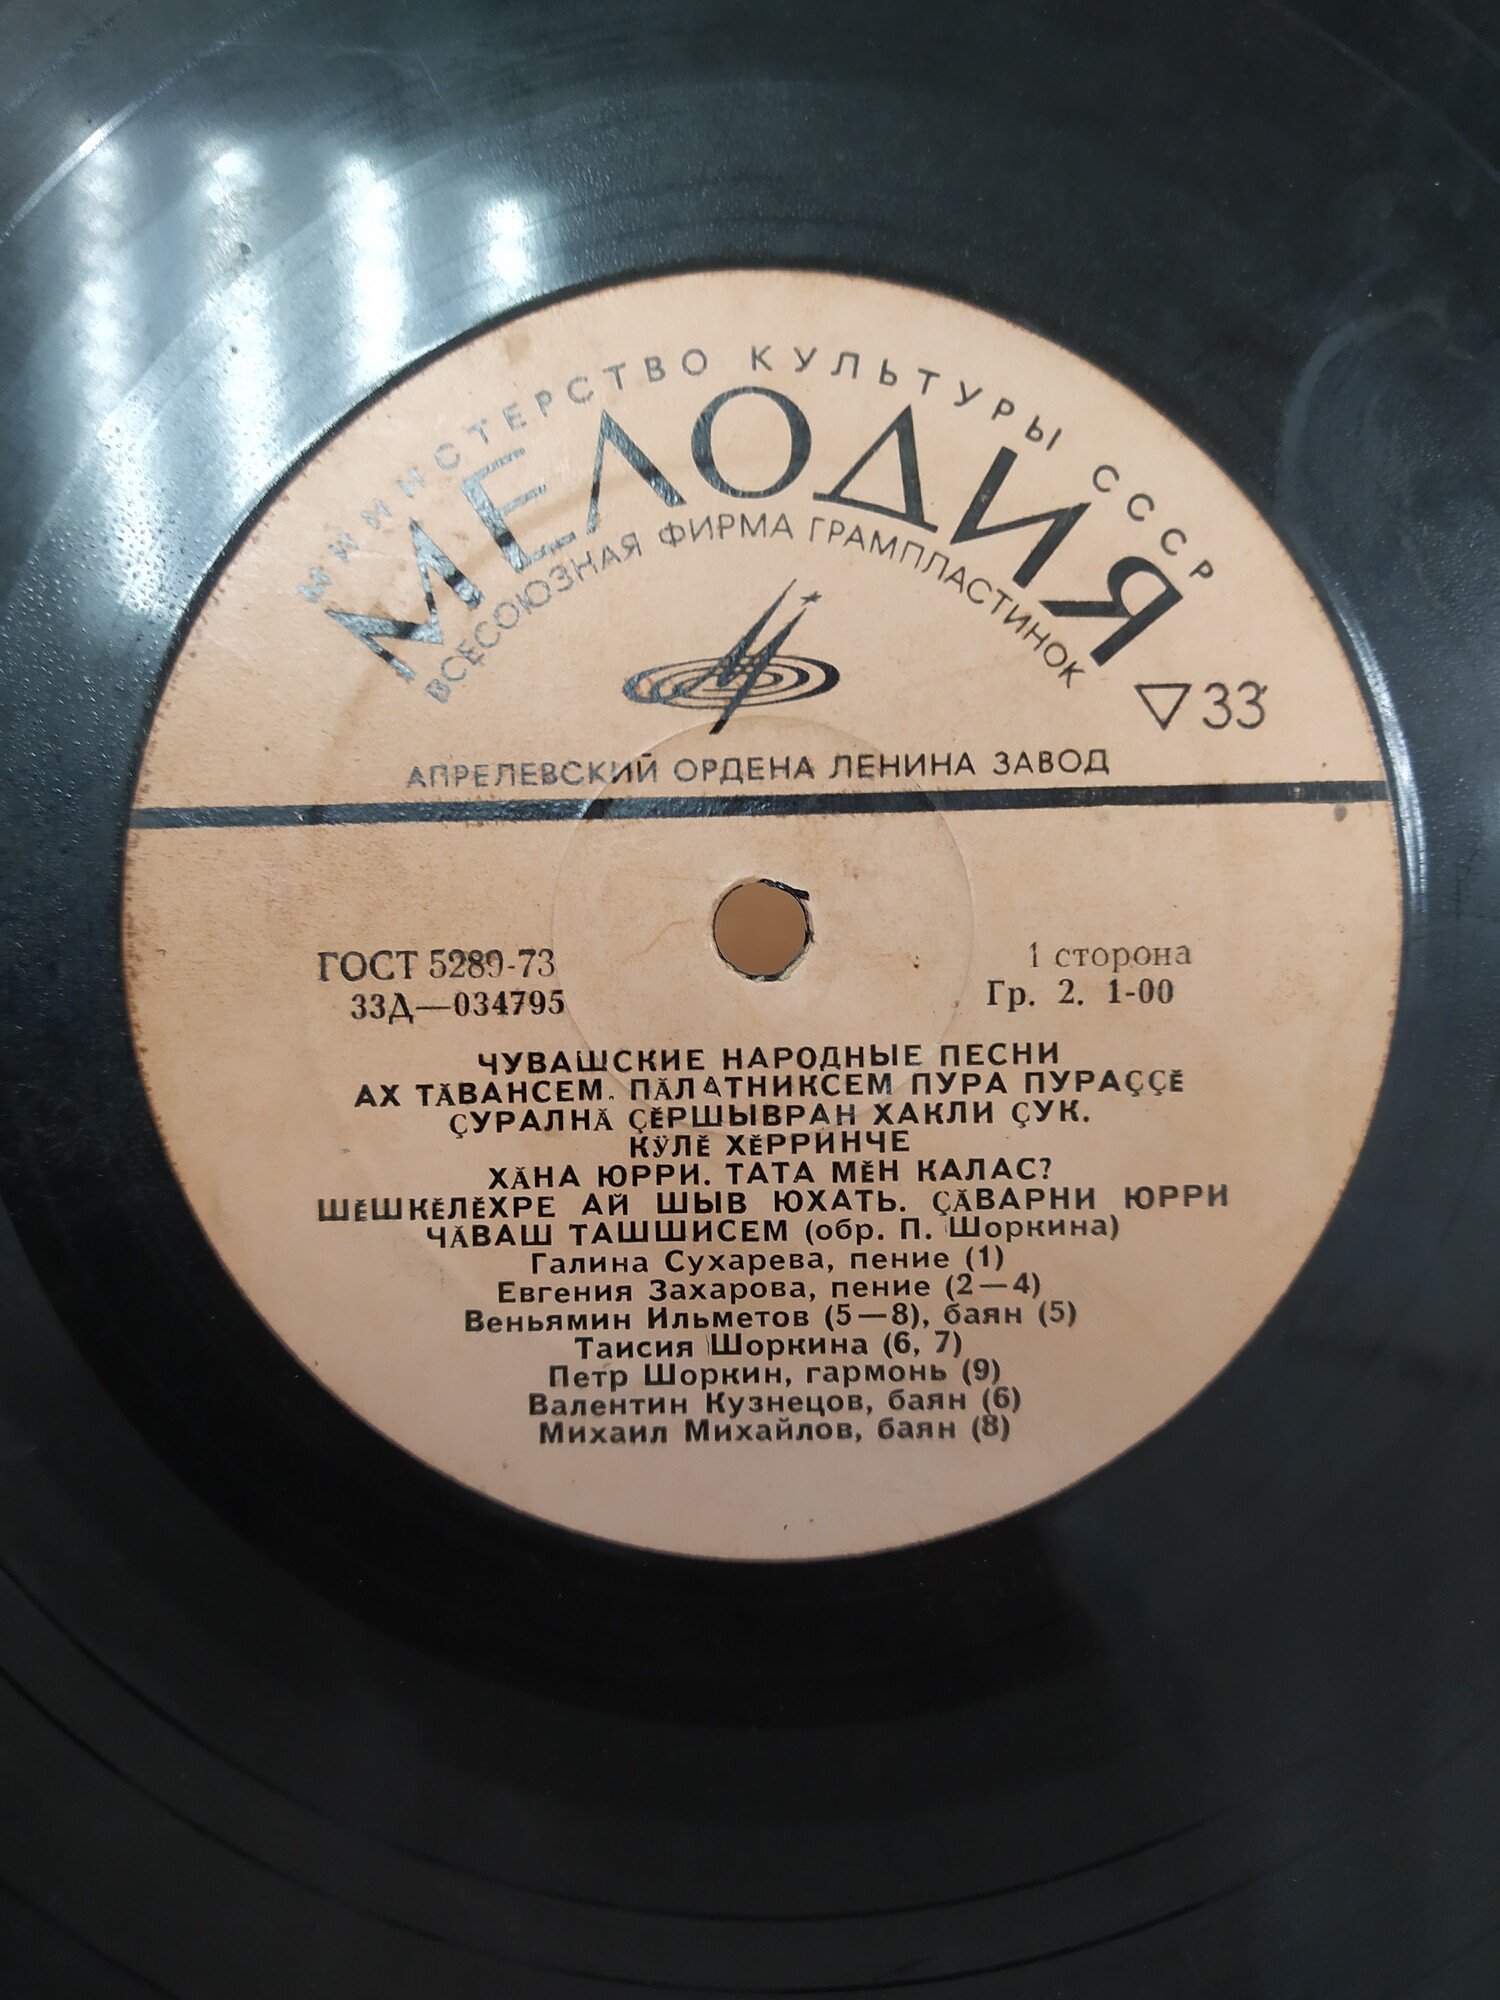 МИНИСТЕРСТВО КУЛЬТУРЫ СССР
МЕЛОДИЯ
ВСЕСОЮЗНАЯ ФИРМА ГРАМПЛАСТИНОК
▽33
АПРЕЛЕВСКИЙ ОРДЕНА ЛЕНИНА ЗАВОД
ГОСТ 5289-73
1 сторона
33Д—034795
Гр. 2. 1-00
ЧУВАШСКИЕ НАРОДНЫЕ ПЕСНИ
АХ ТӐВАНСЕМ. ПӐЛАТНИКСЕМ ПУРА ПУРАҪҪӖ
ҪУРАЛНӐ ҪӖРШЫВРАН ХАКЛИ ҪУК.
КӲЛӖ ХӖРРИНЧЕ
ХӐНА ЮРРИ. ТАТА МӖН КАЛАС?
ШӖШКӖЛӖХРЕ АЙ ШЫВ ЮХАТЬ. ҪӐВАРНИ ЮРРИ
ЧӐВАШ ТАШШИСЕМ (обр. П. Шоркина)
Галина Сухарева, пение (1)
Евгения Захарова, пение (2—4)
Веньямин Ильметов (5—8), баян (5)
Таисия Шоркина (6, 7)
Петр Шоркин, гармонь (9)
Валентин Кузнецов, баян (6)
Михаил Михайлов, баян (8)